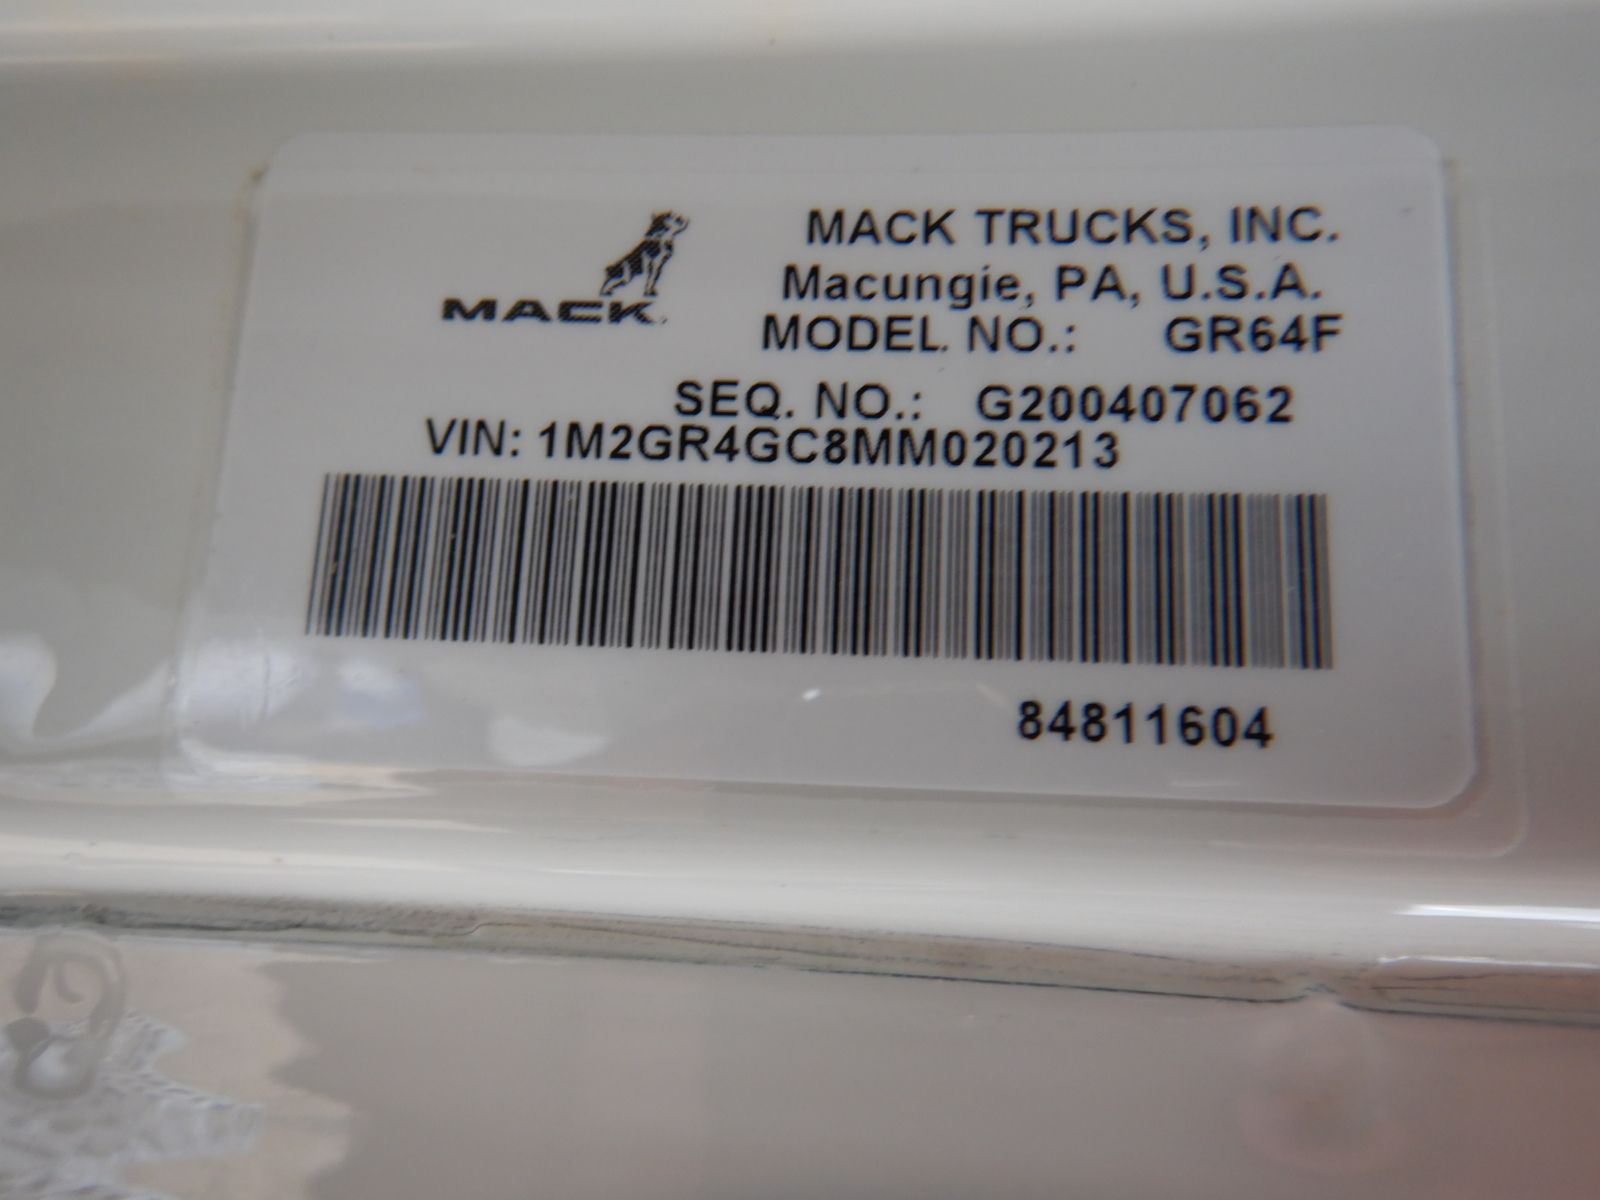 MACK TRUCKS, INC.
Macungie, PA, U.S.A.
MACK
MODEL. NO.: GR64F
SEQ. NO.: G200407062
VIN: 1M2GR4GC8MM020213
84811604